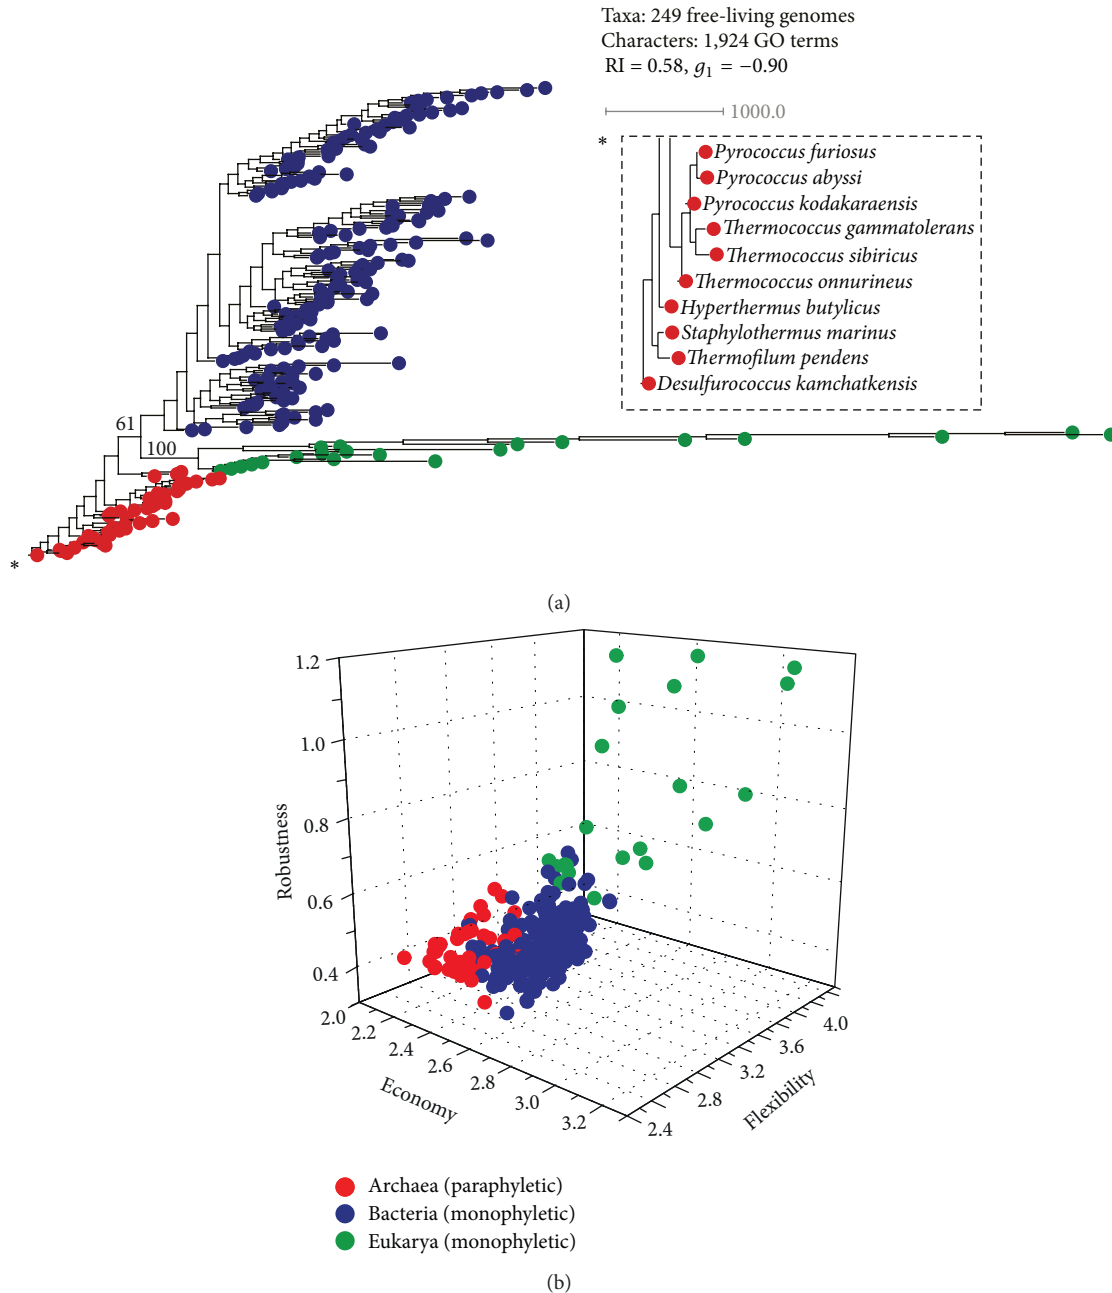 Taxa: 249 free-living genomes
Characters: 1,924 GO terms
RI = 0.58, g₁ = −0.90
1000.0
*
Pyrococcus furiosus
Pyrococcus abyssi
Pyrococcus kodakaraensis
Thermococcus gammatolerans
Thermococcus sibiricus
Thermococcus onnurineus
Hyperthermus butylicus
Staphylothermus marinus
Thermofilum pendens
Desulfurococcus kamchatkensis
61
100
*
(a)
1.2
1.0
0.8
0.6
0.4
Robustness
2.0
2.2
2.4
2.6
2.8
3.0
3.2
Economy
2.4
2.8
3.2
3.6
4.0
Flexibility
Archaea (paraphyletic)
Bacteria (monophyletic)
Eukarya (monophyletic)
(b)